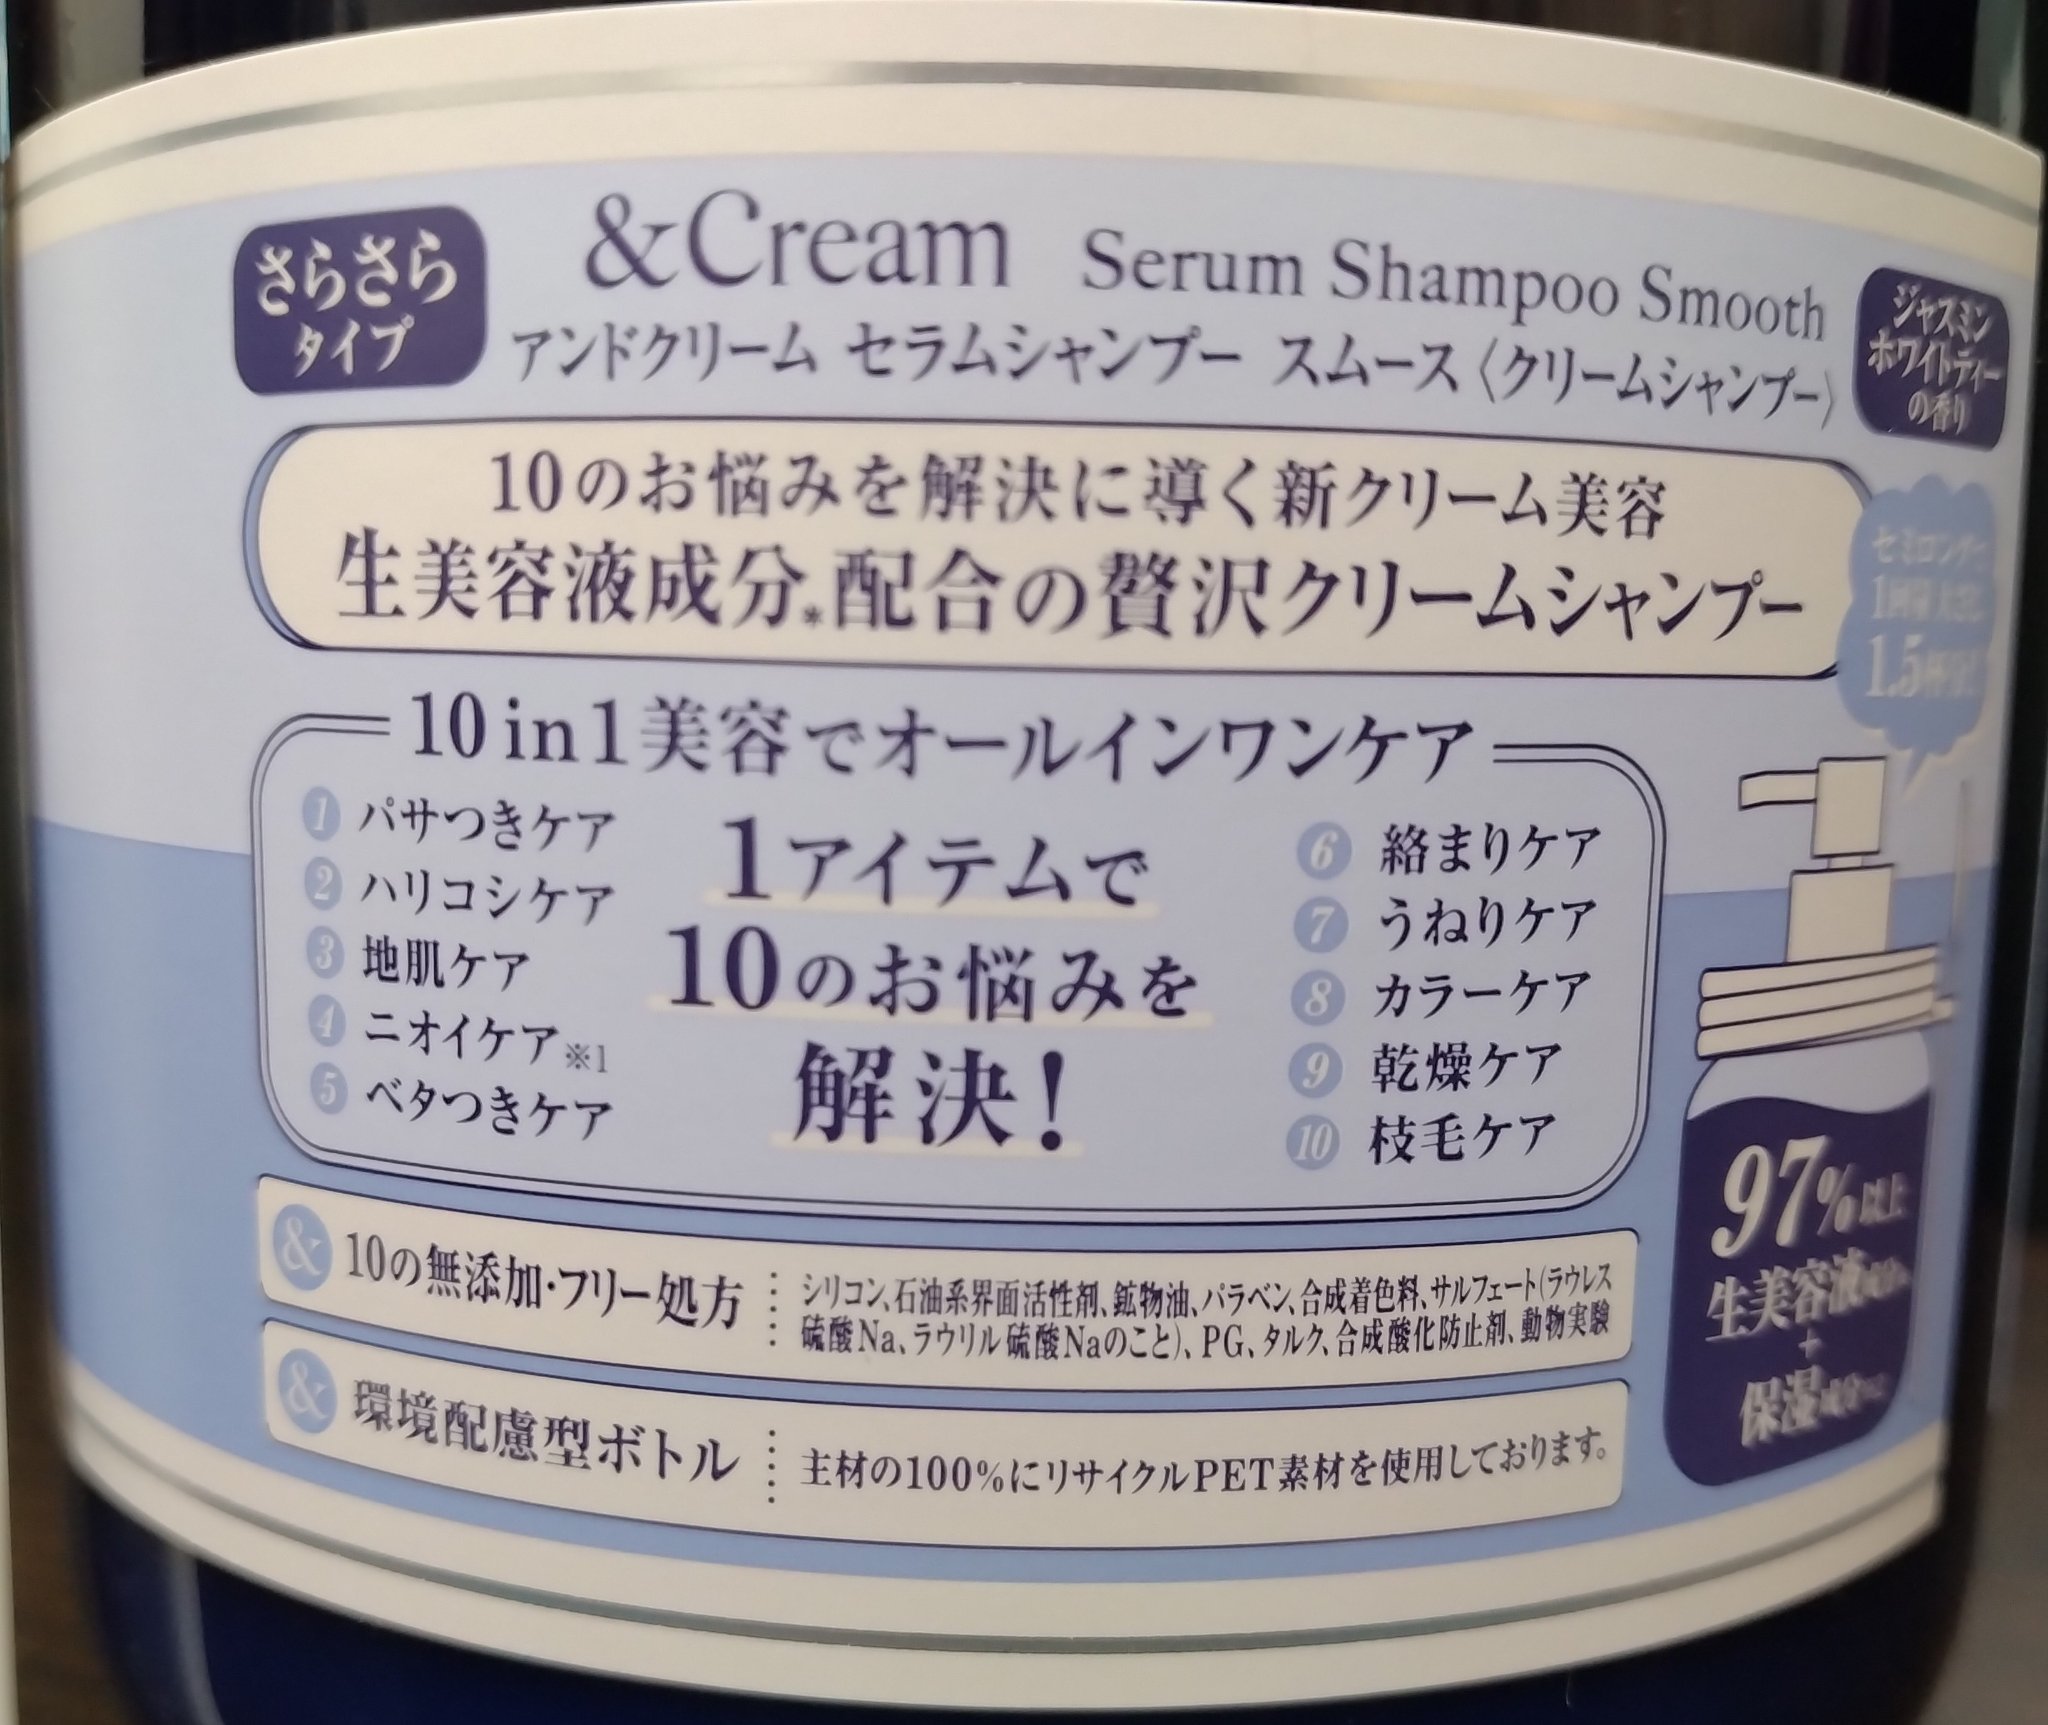 さらさら
タイプ
&Cream Serum Shampoo Smooth
アンドクリーム セラムシャンプー スムース〈クリームシャンプー〉
ジャスミン
ホワイトティー
の香り
10のお悩みを解決に導く新クリーム美容
生美容液成分*配合の贅沢クリームシャンプー
セミロングで
1.5
10in1美容でオールインワンケア
1 パサつきケア
2 ハリコシケア
3 地肌ケア
4 ニオイケア※1
5 ベタつきケア
1アイテムで
10のお悩みを
解決!
6 絡まりケア
7 うねりケア
8 カラーケア
9 乾燥ケア
10 枝毛ケア
97%以上
生美容液
+
保湿成分
& 10の無添加・フリー処方
シリコン、石油系界面活性剤、鉱物油、パラベン、合成着色料、サルフェート(ラウレス
硫酸Na、ラウリル硫酸Naのこと)、PG、タルク、合成酸化防止剤、動物実験
& 環境配慮型ボトル
主材の100%にリサイクルPET素材を使用しております。